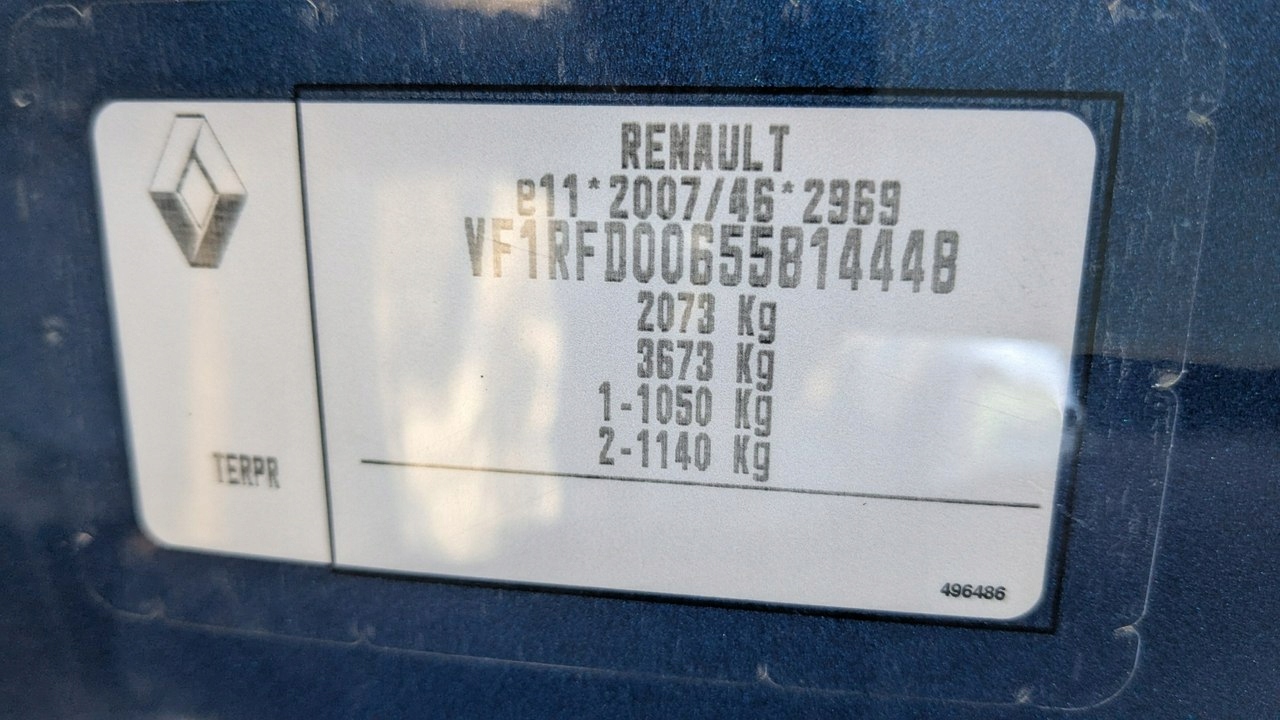 RENAULT
e11*2007/46*2969
VF1RFD00655814448
2073 Kg
3673 Kg
1-1050 Kg
2-1140 Kg
TERPR
496486